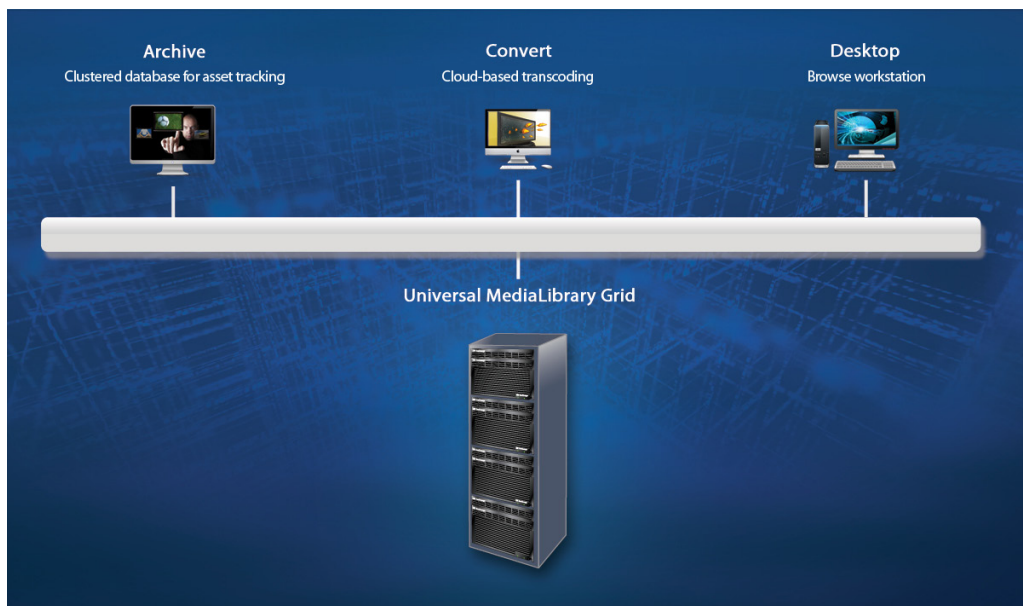 Archive
Clustered database for asset tracking
Convert
Cloud-based transcoding
Desktop
Browse workstation
Universal MediaLibrary Grid